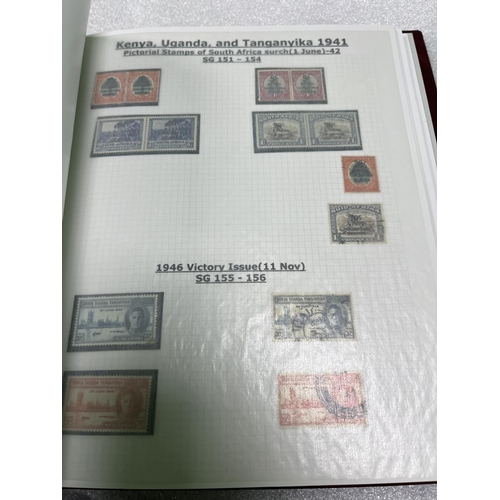 Kenya, Uganda, and Tanganyika 1941
Pictorial Stamps of South Africa surch(1 June)-42
SG 151 – 154
1946 Victory Issue(11 Nov)
SG 155 - 156